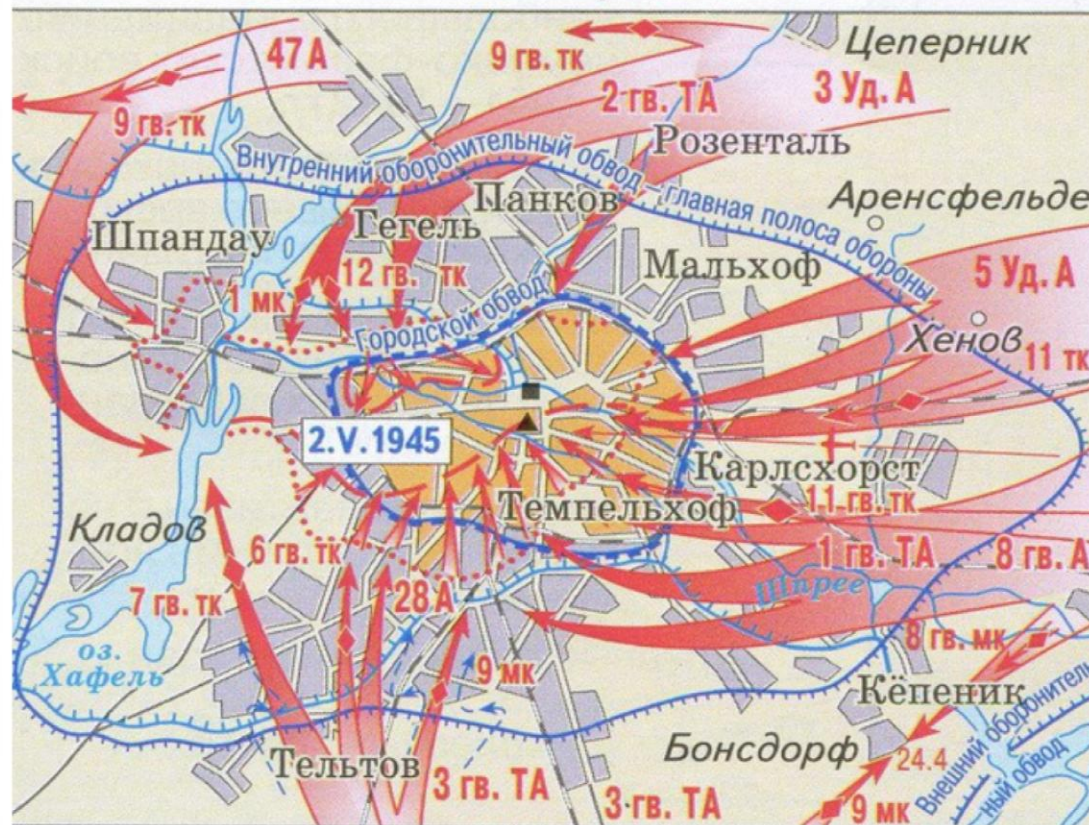 Цеперник
47 А
9 гв. тк
2 гв. ТА
3 Уд. А
9 гв. тк
Розенталь
Внутренний оборонительный обвод – главная полоса обороны
Панков
Аренсфельде
Шпандау
Гегель
Мальхоф
12 гв. тк
1 мк
5 Уд. А
Городской обвод
Хенов
11 тк
2.V.1945
Карлсхорст
Темпельхоф
11 гв. тк
Кладов
6 гв. тк
1 гв. ТА
8 гв. А
7 гв. тк
28 А
Шпрее
оз.
Хафель
8 гв. мк
9 мк
Кёпеник
Бонсдорф
24.4
Тельтов
3 гв. ТА
3 гв. ТА
9 мк
Внешний оборонитель-
ный обвод